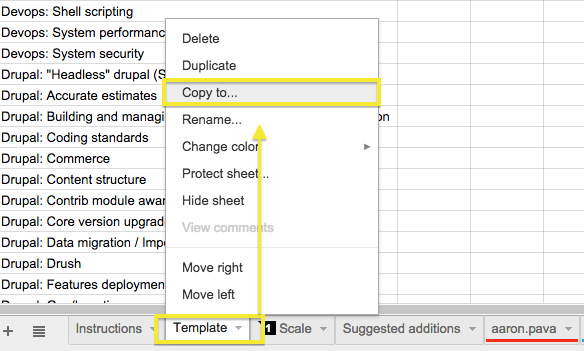 Devops: Shell scripting
Devops: System performanc
Devops: System security
Drupal: "Headless" drupal (S
Drupal: Accurate estimates
Drupal: Building and managi
on
Drupal: Coding standards
Drupal: Commerce
Drupal: Content structure
Drupal: Contrib module awar
Drupal: Core version upgrad
Drupal: Data migration / Impo
Drupal: Drush
Drupal: Features deploymen
Delete
Duplicate
Copy to...
Rename...
Change color
Protect sheet...
Hide sheet
View comments
Move right
Move left
Instructions
Template
1 Scale
Suggested additions
aaron.pava